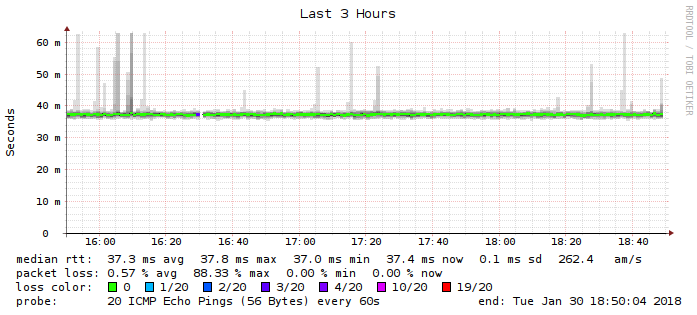 Last 3 Hours
RRDTOOL / TOBI OETIKER
Seconds
60 m
50 m
40 m
30 m
20 m
10 m
0
16:00 16:20 16:40 17:00 17:20 17:40 18:00 18:20 18:40
median rtt: 37.3 ms avg 37.8 ms max 37.0 ms min 37.4 ms now 0.1 ms sd 262.4 am/s
packet loss: 0.57 % avg 88.33 % max 0.00 % min 0.00 % now
loss color: 0 1/20 2/20 3/20 4/20 10/20 19/20
probe: 20 ICMP Echo Pings (56 Bytes) every 60s end: Tue Jan 30 18:50:04 2018